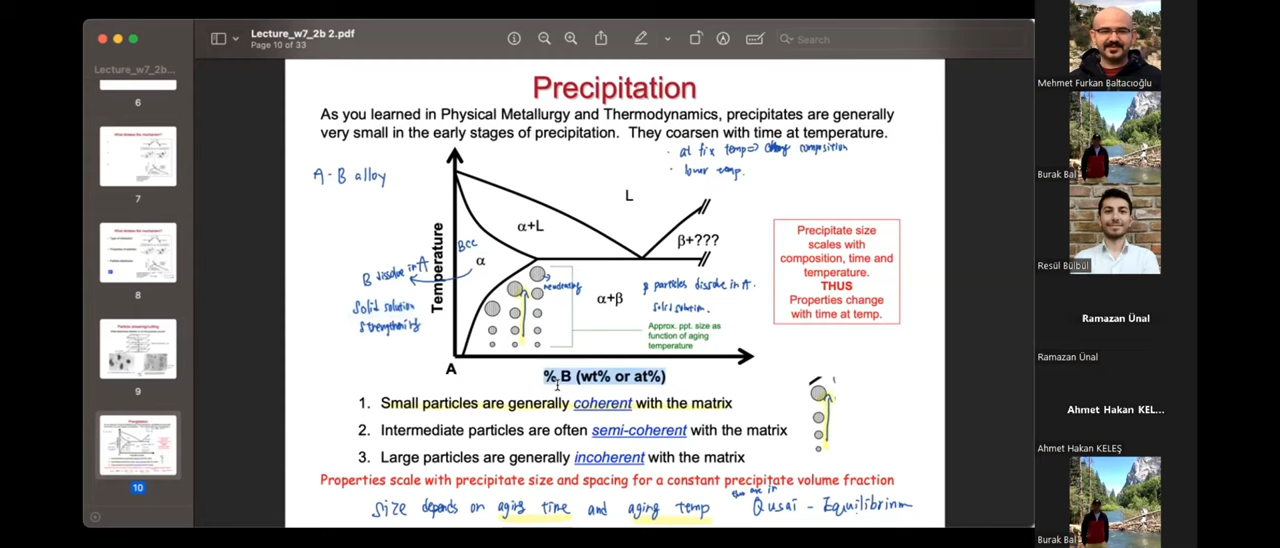 Lecture_w7_2b 2.pdf
Page 10 of 33
Search
Lecture_w7_2b...
6
7
8
9
10
Precipitation
As you learned in Physical Metallurgy and Thermodynamics, precipitates are generally
very small in the early stages of precipitation. They coarsen with time at temperature.
· at fix temp ⇒ composition
· lower temp.
A-B alloy
L
α+L
β+???
BCC
α
B dissolve in A
Solid solution
strengthening
Temperature
α+β
β particles dissolve in A.
Solid solution.
Approx. ppt. size as
function of aging
temperature
Precipitate size
scales with
composition, time and
temperature.
THUS
Properties change
with time at temp.
A
% B (wt% or at%)
1. Small particles are generally coherent with the matrix
2. Intermediate particles are often semi-coherent with the matrix
3. Large particles are generally incoherent with the matrix
Properties scale with precipitate size and spacing for a constant precipitate volume fraction
size depends on aging time and aging temp
they are in
Qusai - Equilibrium
Mehmet Furkan Baltacıoğlu
Burak Bal
Resül Bülbül
Ramazan Ünal
Ramazan Ünal
Ahmet Hakan KEL...
Ahmet Hakan KELEŞ
Burak Bal